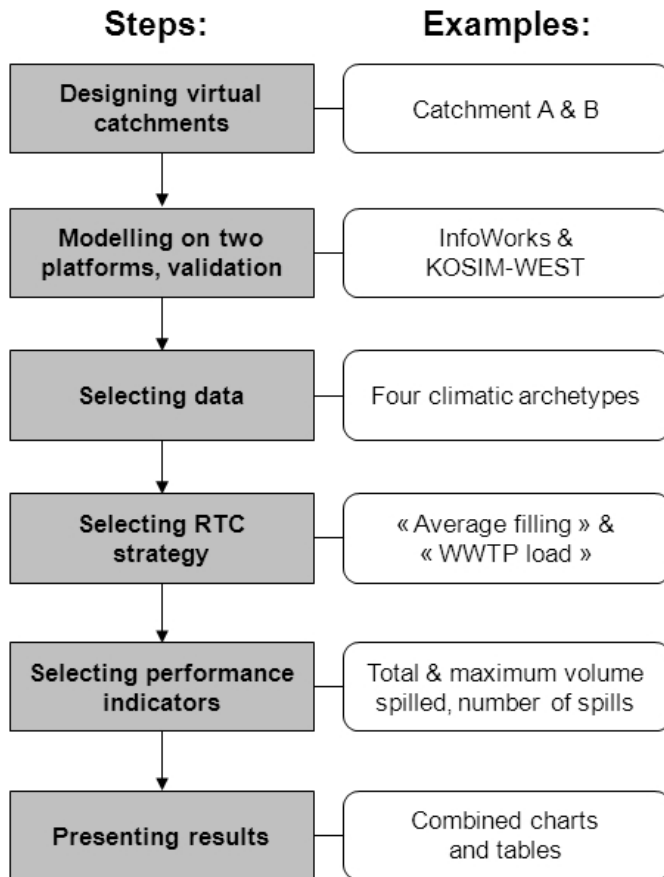 Steps:
Examples:
Designing virtual
catchments
Catchment A & B
Modelling on two
platforms, validation
InfoWorks &
KOSIM-WEST
Selecting data
Four climatic archetypes
Selecting RTC
strategy
« Average filling » &
« WWTP load »
Selecting performance
indicators
Total & maximum volume
spilled, number of spills
Presenting results
Combined charts
and tables